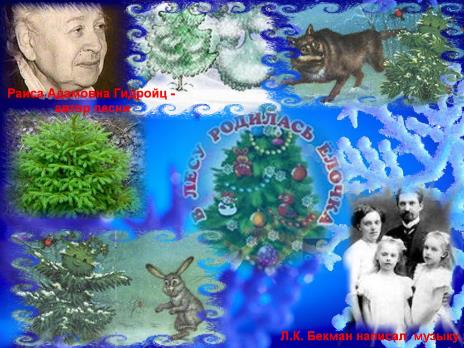 Раиса Адамовна Гидройц -
автор песни
В ЛЕСУ РОДИЛАСЬ ЕЛОЧКА
Л.К. Бекман написал музыку